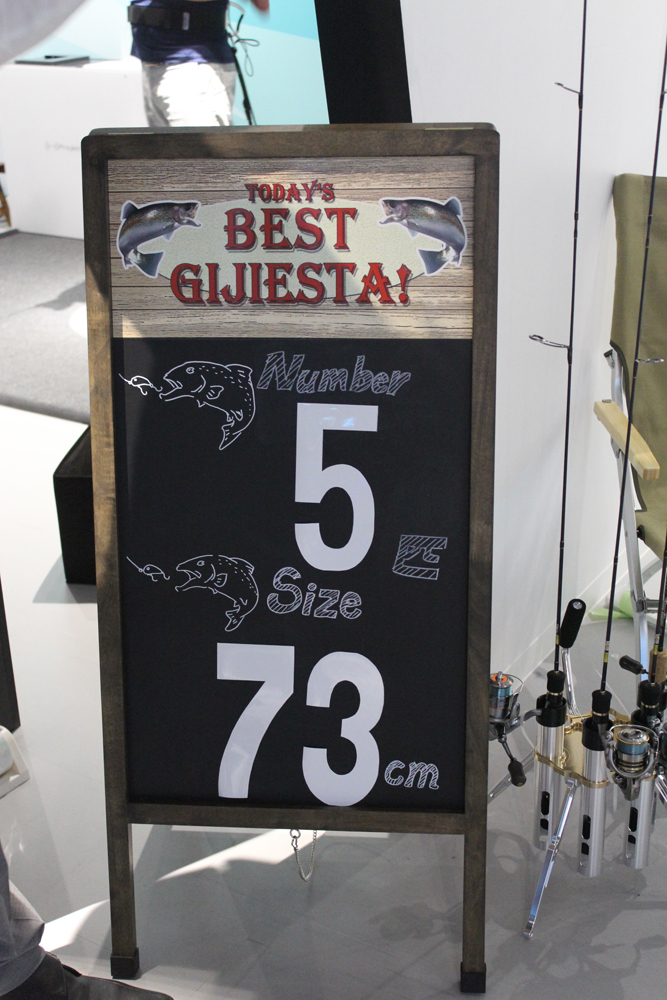 TODAY'S
BEST
GIJIESTA!
Number
5
匹
Size
73
cm